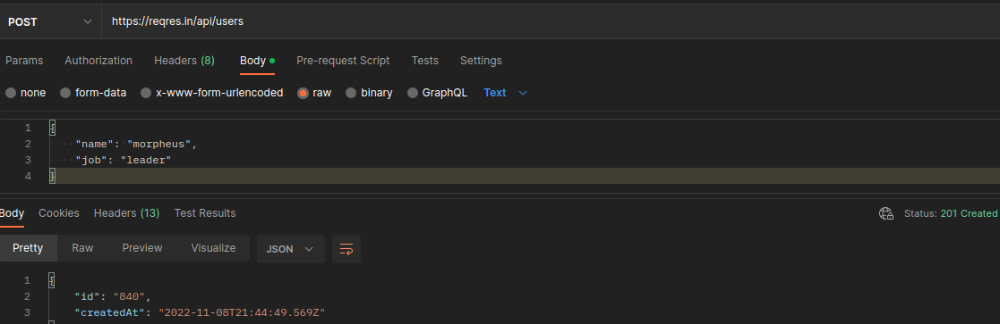 POST https://reqres.in/api/users
Params Authorization Headers (8) Body Pre-request Script Tests Settings
none form-data x-www-form-urlencoded raw binary GraphQL Text
1 {
2 "name": "morpheus",
3 "job": "leader"
4 }
Body Cookies Headers (13) Test Results Status: 201 Created
Pretty Raw Preview Visualize JSON
1 {
2 "id": "840",
3 "createdAt": "2022-11-08T21:44:49.569Z"